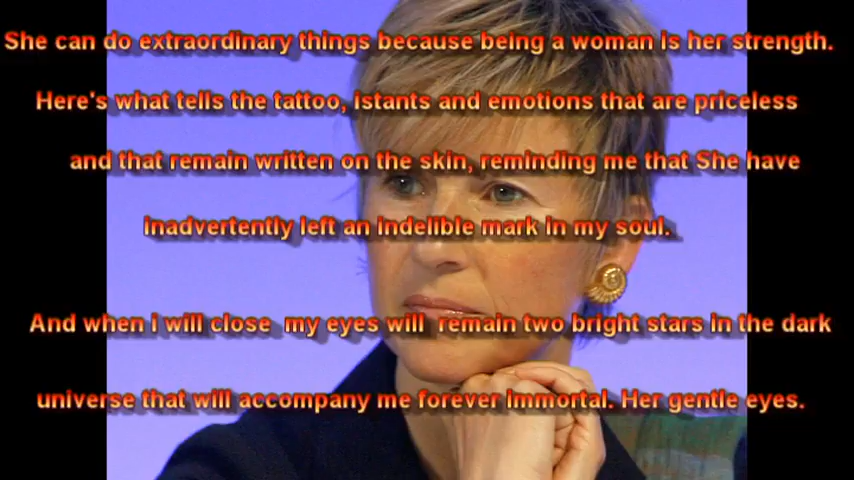 She can do extraordinary things because being a woman is her strength.
Here's what tells the tattoo, istants and emotions that are priceless
and that remain written on the skin, reminding me that She have
inadvertently left an indelible mark in my soul.
And when I will close my eyes will remain two bright stars in the dark
universe that will accompany me forever immortal. Her gentle eyes.